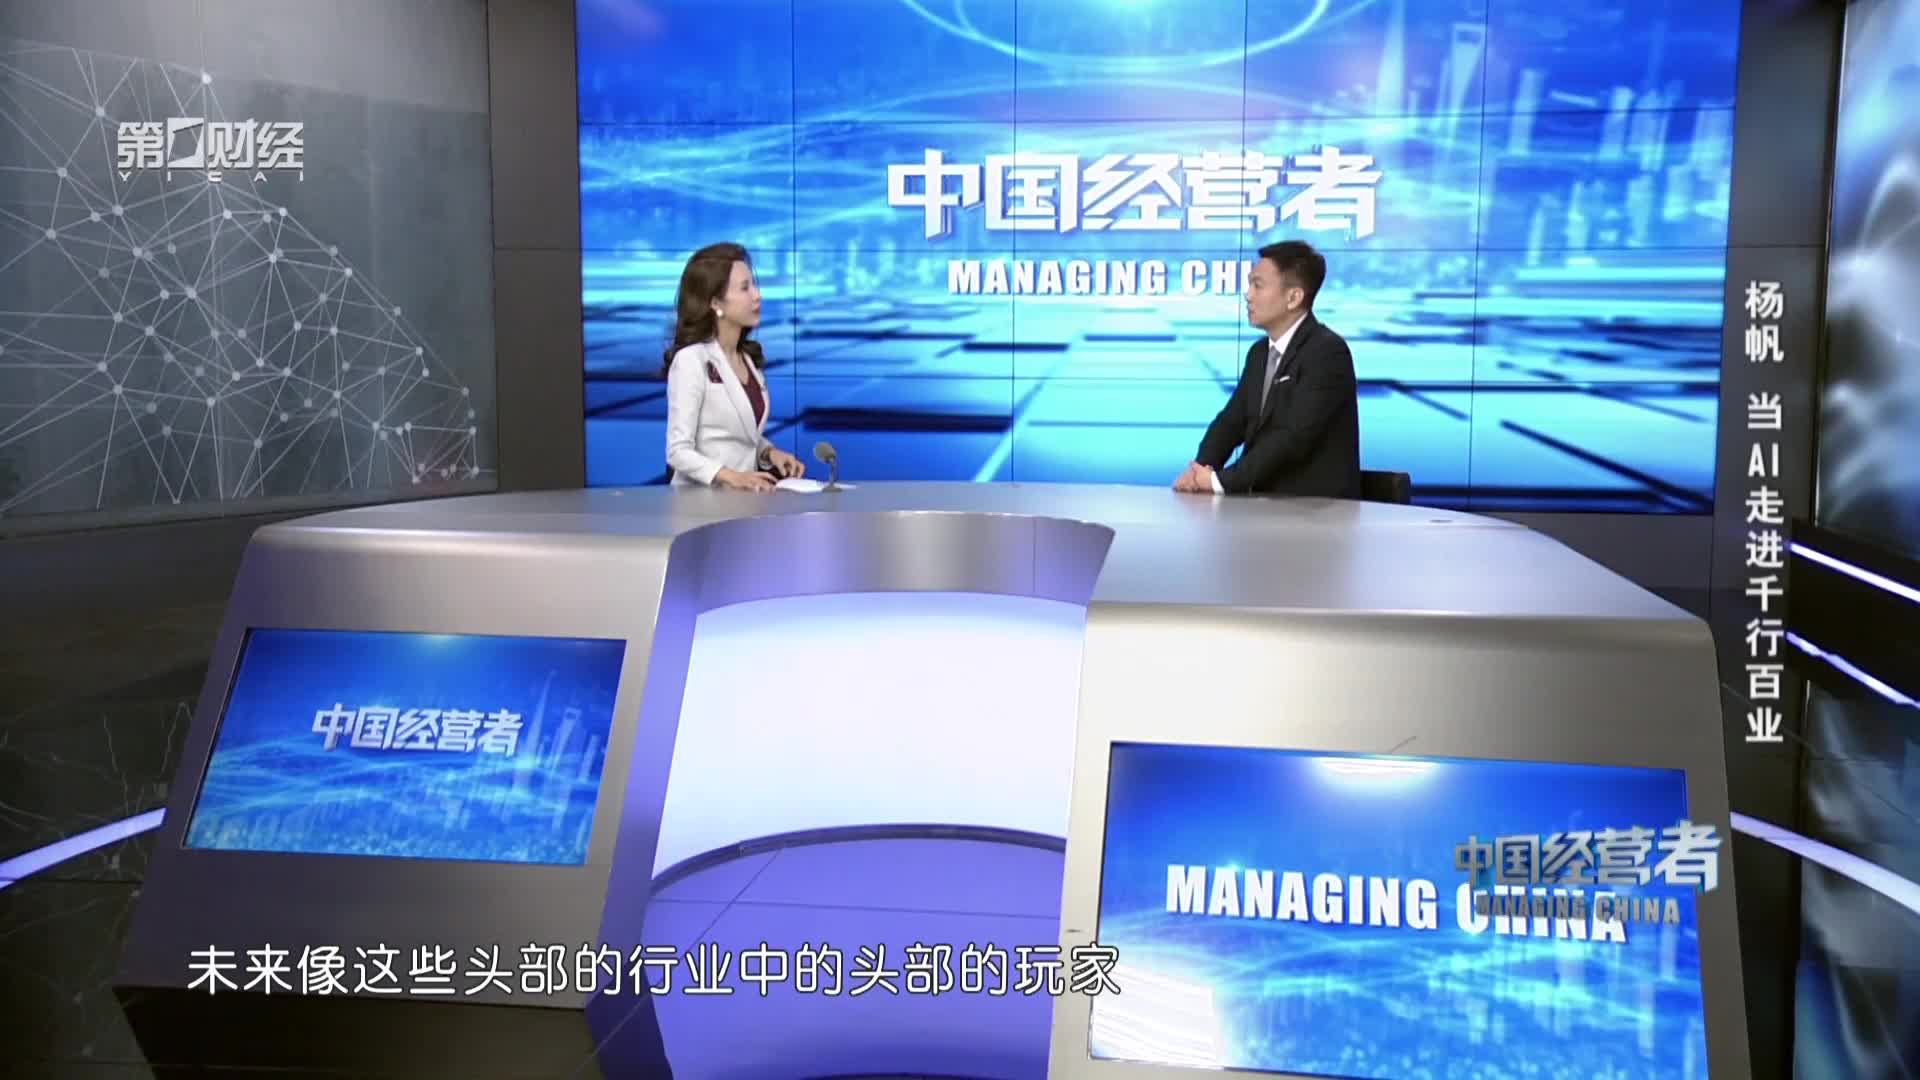 第一财经
YICAI
中国经营者
MANAGING CHI
杨帆 当AI走进千行百业
中国经营者
MANAGING CHINA
中国经营者
MANAGING CHINA
未来像这些头部的行业中的头部的玩家